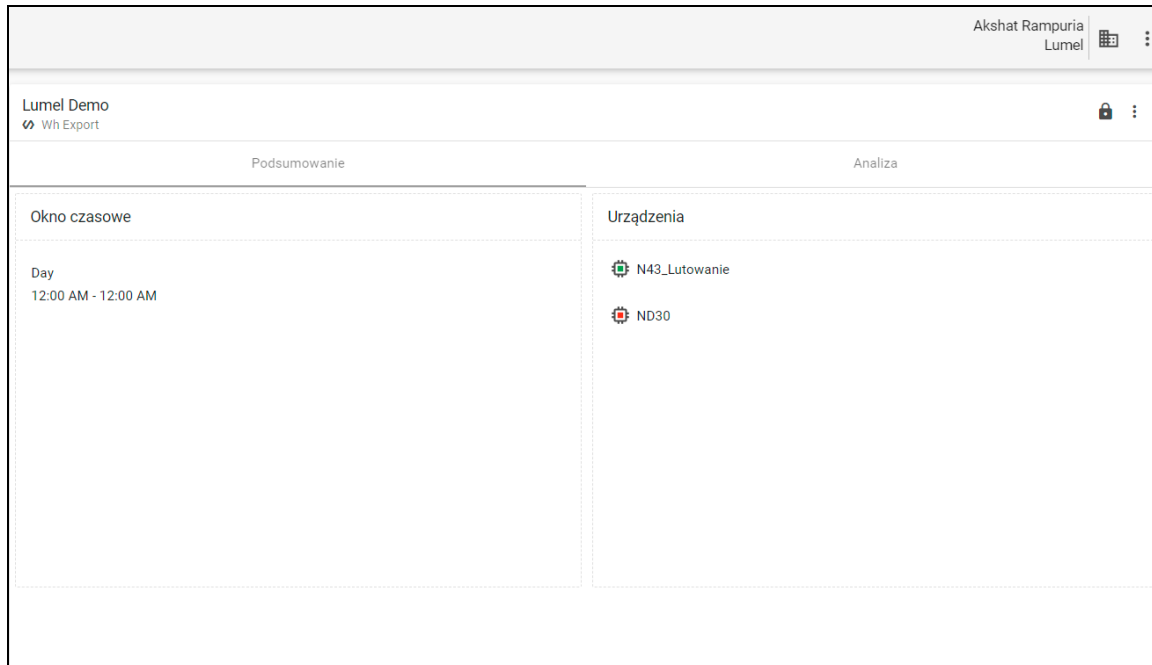 Akshat Rampuria
Lumel
Lumel Demo
Wh Export
Podsumowanie
Analiza
Okno czasowe
Urządzenia
Day
12:00 AM - 12:00 AM
N43_Lutowanie
ND30